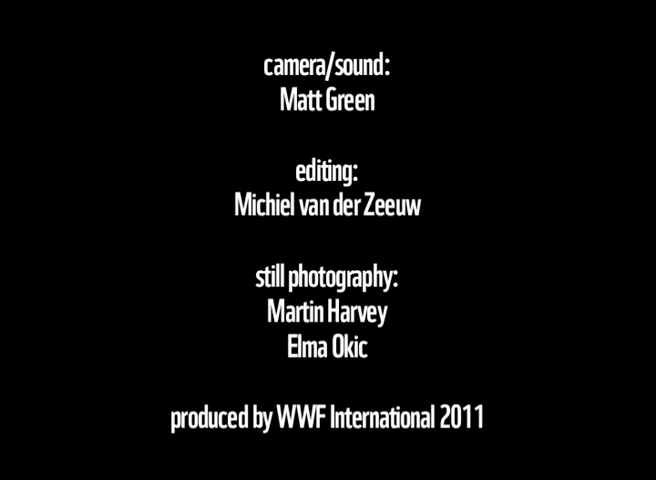 camera/sound:
Matt Green
editing:
Michiel van der Zeeuw
still photography:
Martin Harvey
Elma Okic
produced by WWF International 2011